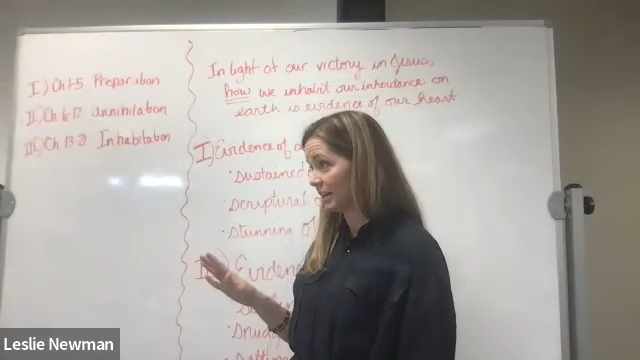 I.) Ch 1-5 Preparation
II.) Ch 6-12 Annihilation
III.) Ch 13-21 Inhabitation
In light of our victory in Jesus,
how we inhabit our inheritance on
earth is evidence of our heart.
I) Evidence of
• sustained
• scriptural
• stunning
II) Evidence
Leslie Newman